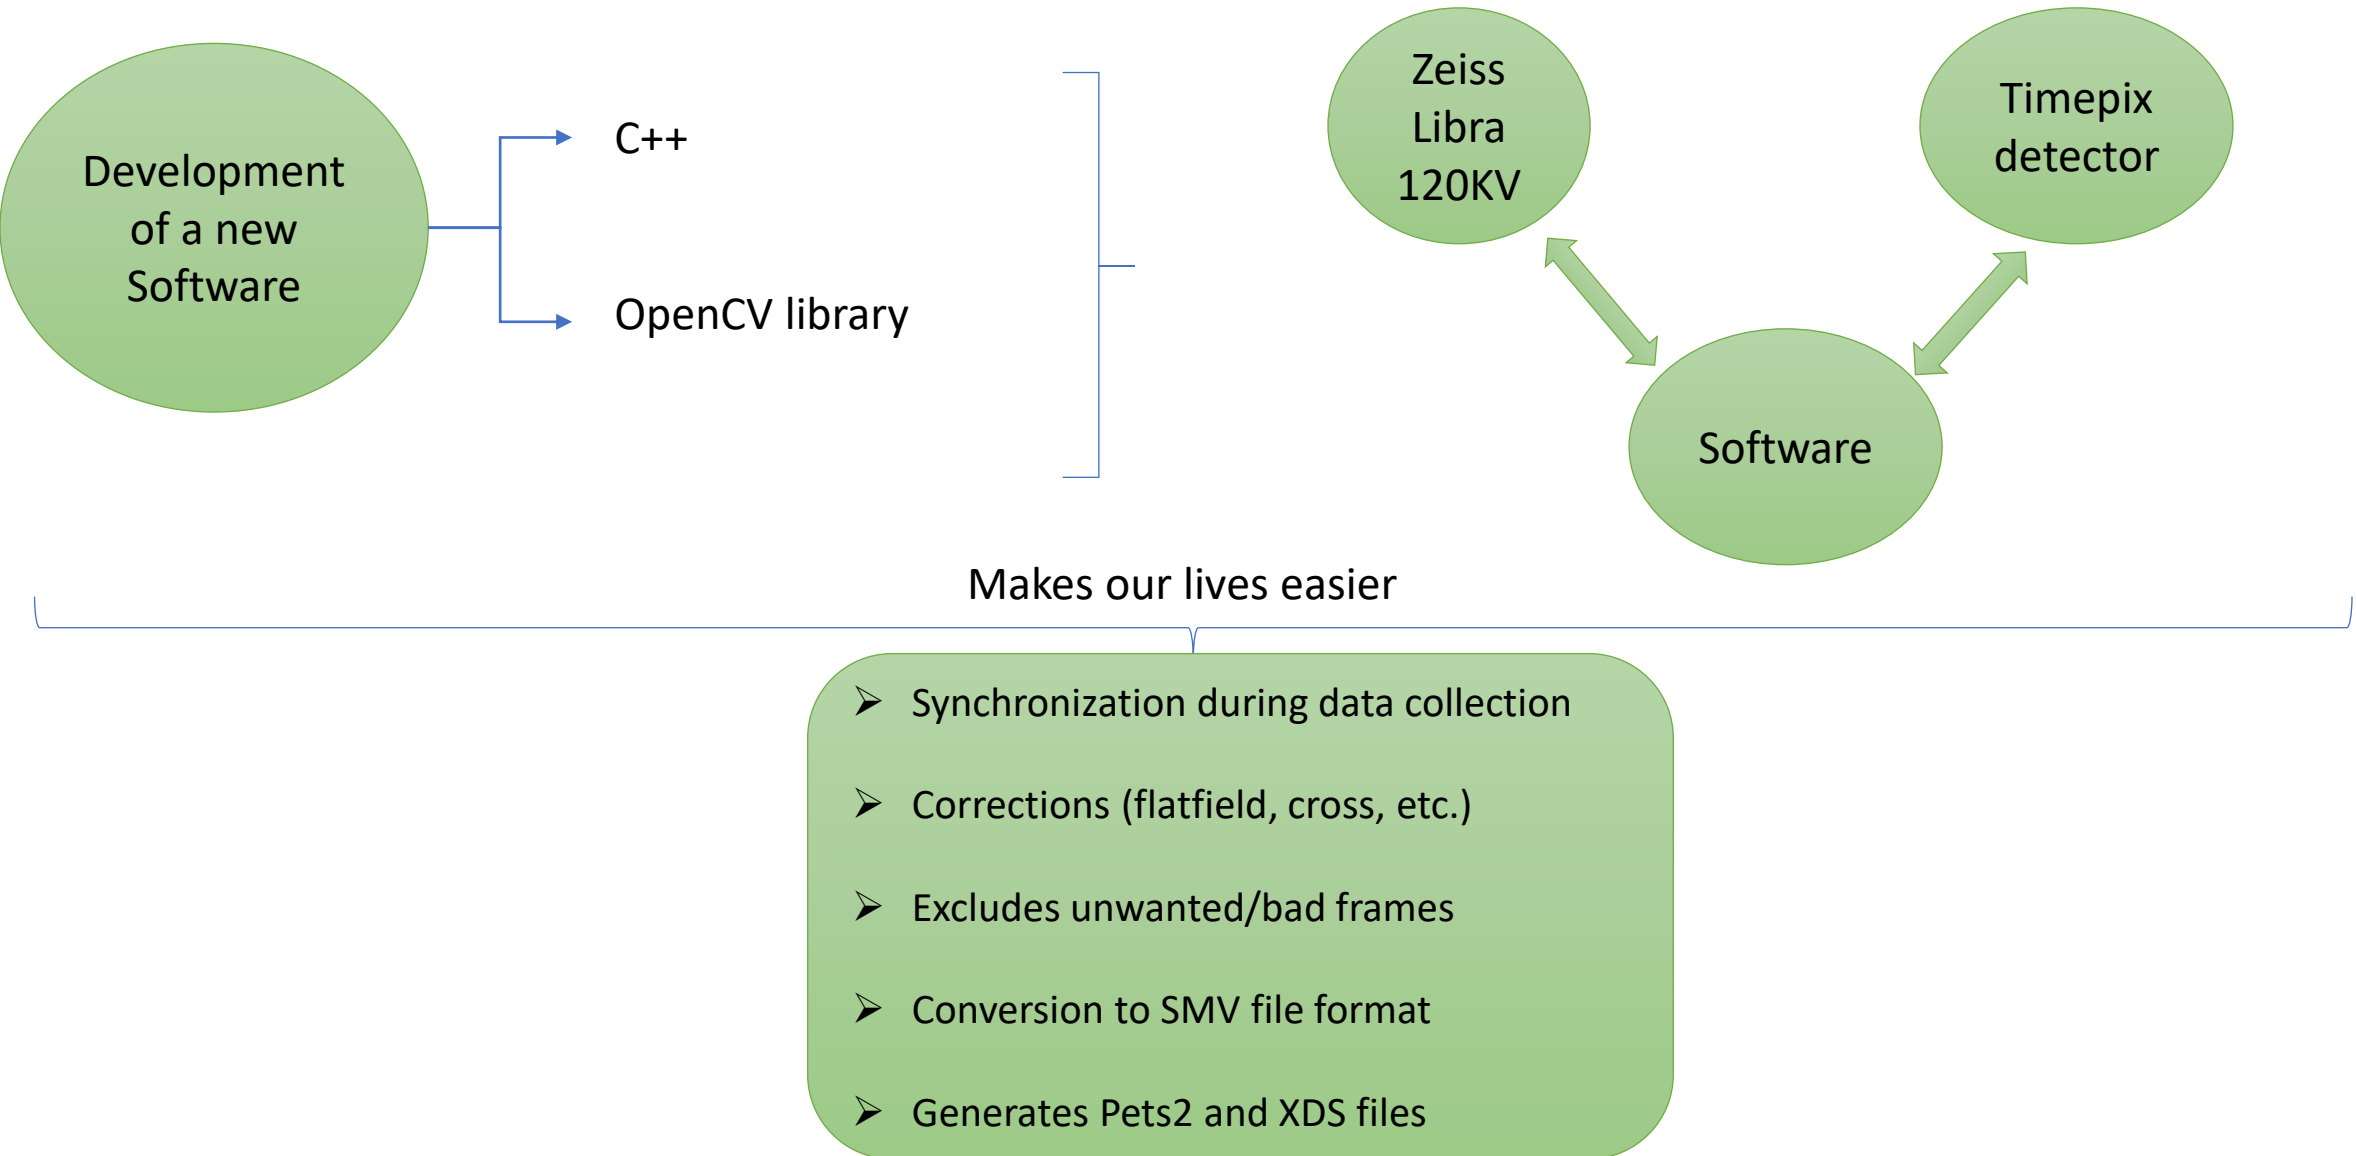 Development
of a new
Software
C++
OpenCV library
Zeiss
Libra
120KV
Timepix
detector
Software
Makes our lives easier
➢ Synchronization during data collection
➢ Corrections (flatfield, cross, etc.)
➢ Excludes unwanted/bad frames
➢ Conversion to SMV file format
➢ Generates Pets2 and XDS files